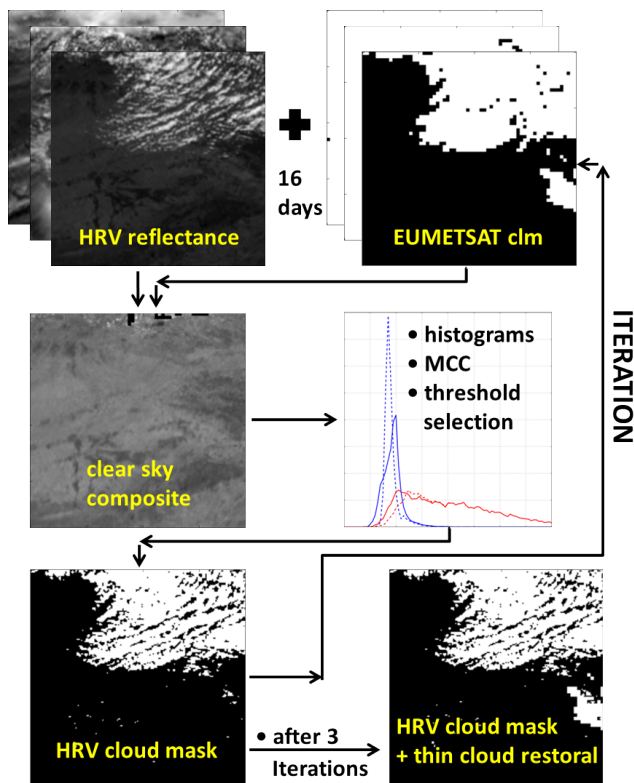 16
days
HRV reflectance
EUMETSAT clm
ITERATION
• histograms
• MCC
• threshold
selection
clear sky
composite
HRV cloud mask
• after 3
Iterations
HRV cloud mask
+ thin cloud restoral